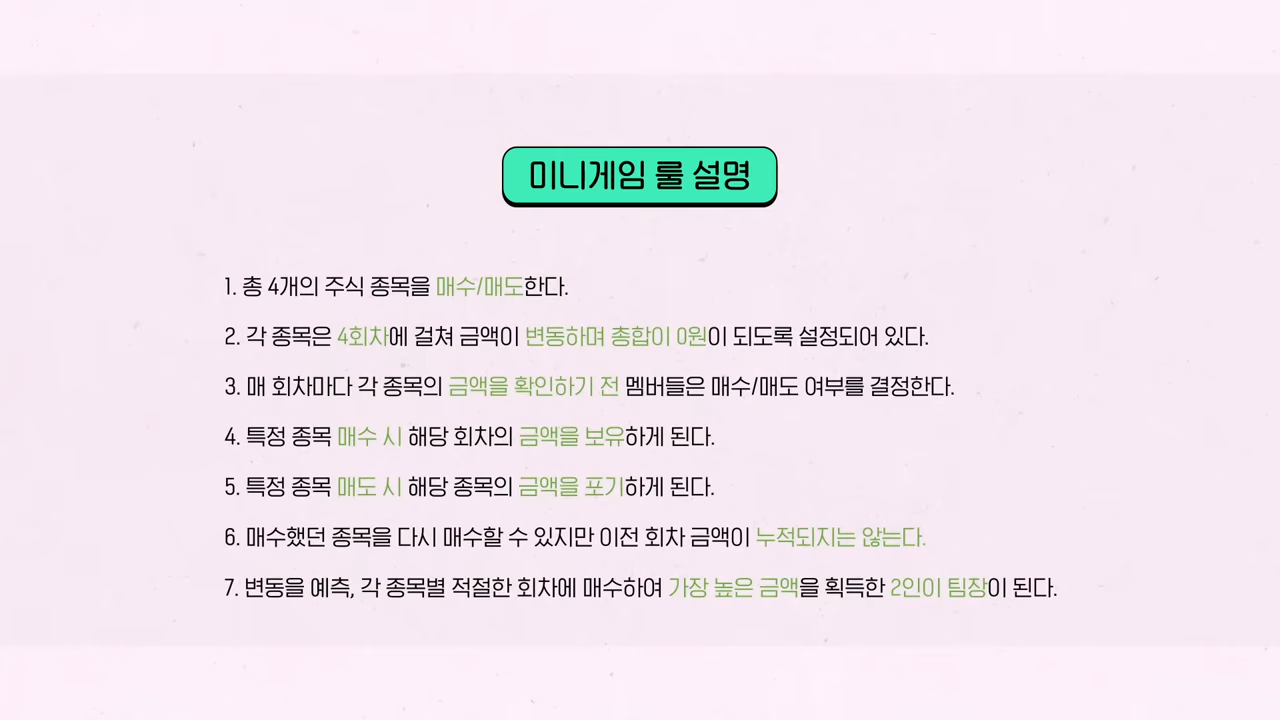 미니게임 룰 설명
1. 총 4개의 주식 종목을 매수/매도한다.
2. 각 종목은 4회차에 걸쳐 금액이 변동하며 총합이 0원이 되도록 설정되어 있다.
3. 매 회차마다 각 종목의 금액을 확인하기 전 멤버들은 매수/매도 여부를 결정한다.
4. 특정 종목 매수 시 해당 회차의 금액을 보유하게 된다.
5. 특정 종목 매도 시 해당 종목의 금액을 포기하게 된다.
6. 매수했던 종목을 다시 매수할 수 있지만 이전 회차 금액이 누적되지는 않는다.
7. 변동을 예측, 각 종목별 적절한 회차에 매수하여 가장 높은 금액을 획득한 2인이 팀장이 된다.